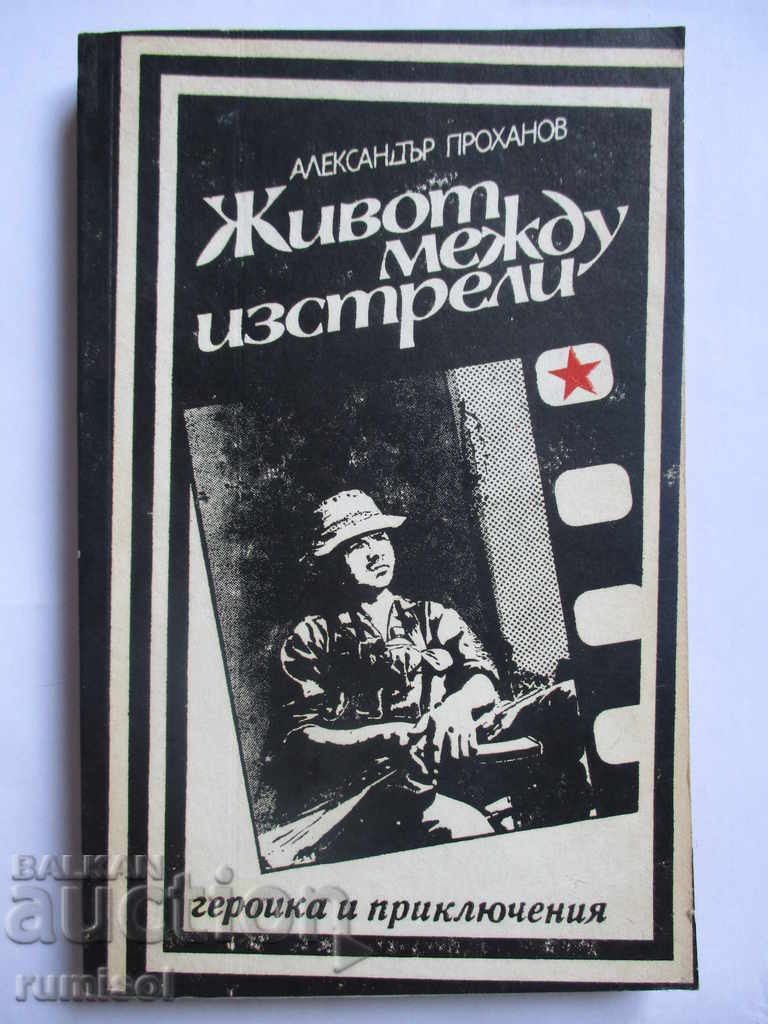 АЛЕКСАНДЪР ПРОХАНОВ
Живот
между
изстрели
героика и приключения
BALKAN
auction
rumisol